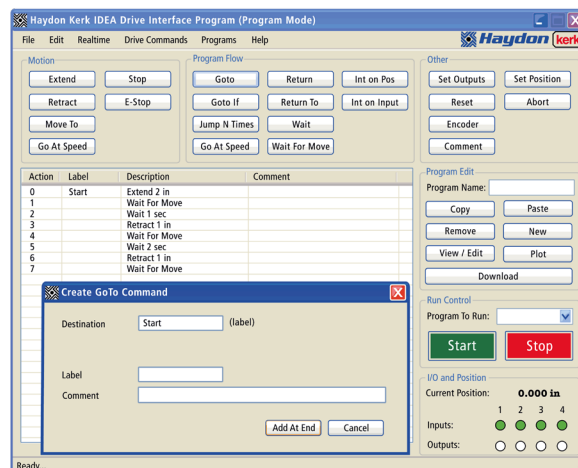 Haydon Kerk IDEA Drive Interface Program (Program Mode)
File Edit Realtime Drive Commands Programs Help
Haydon kerk
Motion
Extend Stop
Retract E-Stop
Move To
Go At Speed
Program Flow
Goto Return Int on Pos
Goto If Return To Int on Input
Jump N Times Wait
Go At Speed Wait For Move
Other
Set Outputs Set Position
Reset Abort
Encoder
Comment
Action Label Description Comment
0 Start Extend 2 in
1 Wait For Move
2 Wait 1 sec
3 Retract 1 in
4 Wait For Move
5 Wait 2 sec
6 Retract 1 in
7 Wait For Move
Program Edit
Program Name:
Copy Paste
Remove New
View / Edit Plot
Download
Run Control
Program To Run:
Start Stop
I/O and Position
Current Position: 0.000 in
1 2 3 4
Inputs:
Outputs:
Create GoTo Command
Destination Start (label)
Label
Comment
Add At End Cancel
Ready...